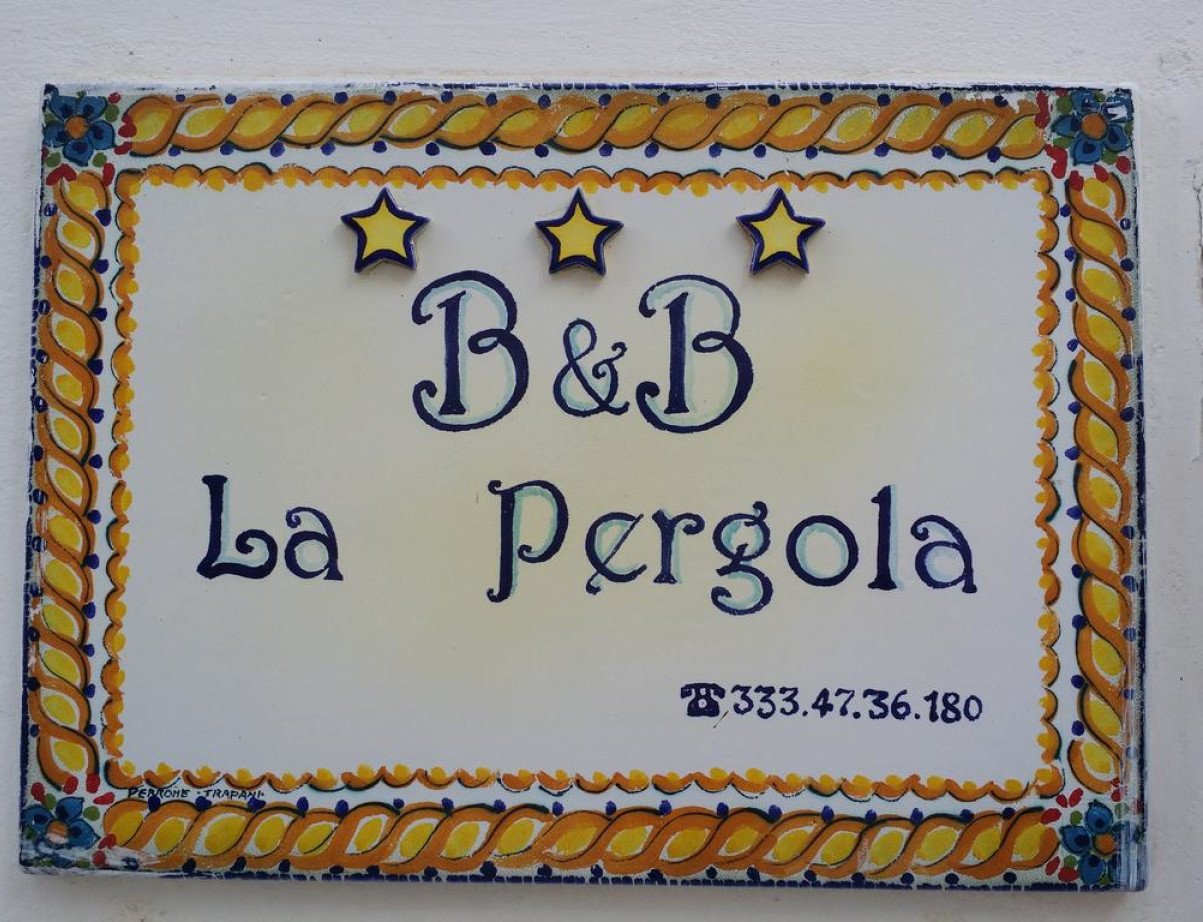 B & B
La Pergola
☎333.47.36.180
PERRONE - TRAPANI